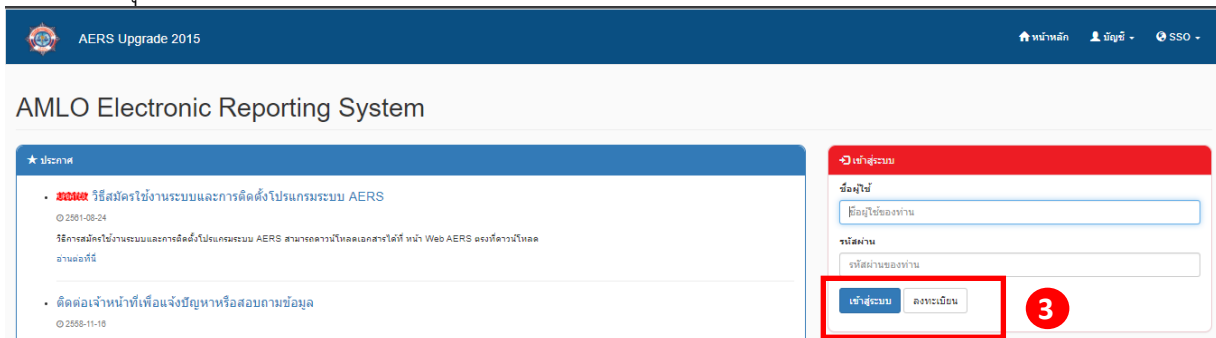 AERS Upgrade 2015
หน้าหลัก
บัญชี
SSO
AMLO Electronic Reporting System
ประกาศ
วิธีสมัครใช้งานระบบและการติดตั้งโปรแกรมระบบ AERS
2561-08-24
วิธีการสมัครใช้งานระบบและการติดตั้งโปรแกรมระบบ AERS สามารถดาวน์โหลดเอกสารได้ที่ หน้า Web AERS ตรงที่ดาวน์โหลด
อ่านต่อที่นี่
ติดต่อเจ้าหน้าที่เพื่อแจ้งปัญหาหรือสอบถามข้อมูล
2558-11-16
เข้าสู่ระบบ
ชื่อผู้ใช้
ชื่อผู้ใช้ของท่าน
รหัสผ่าน
รหัสผ่านของท่าน
เข้าสู่ระบบ ลงทะเบียน
3